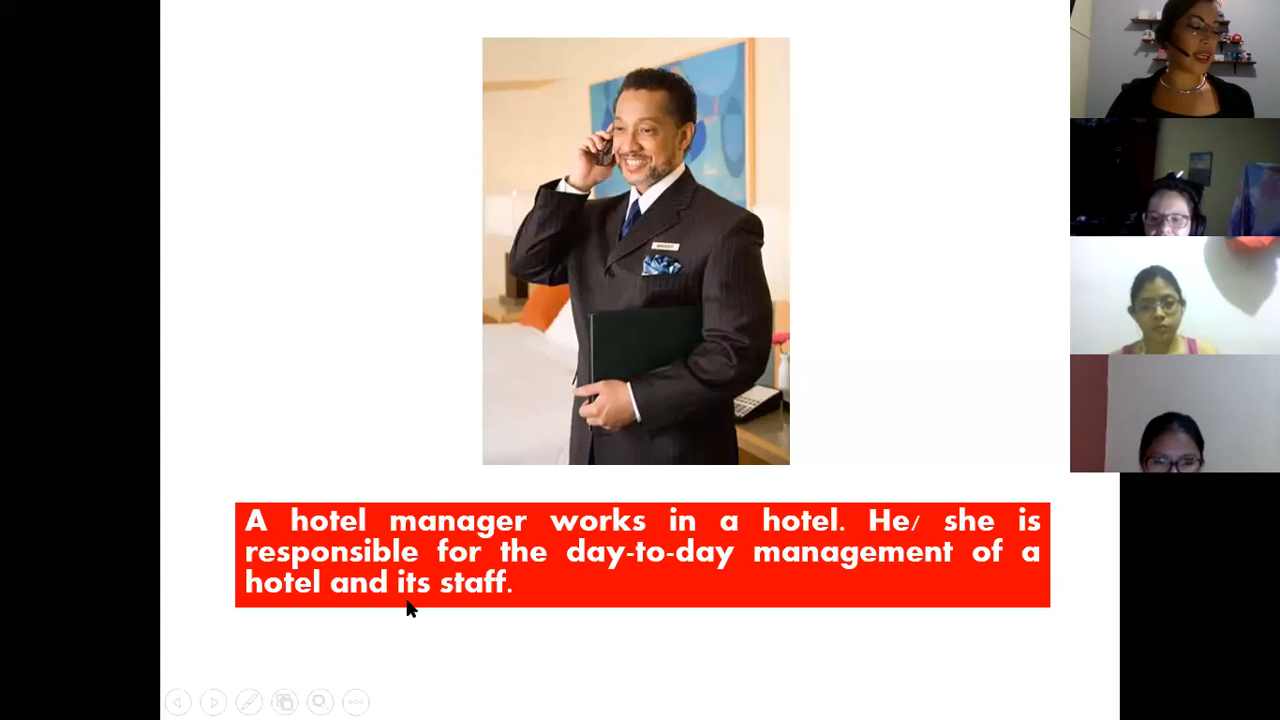 A hotel manager works in a hotel. He/ she is
responsible for the day-to-day management of a
hotel and its staff.